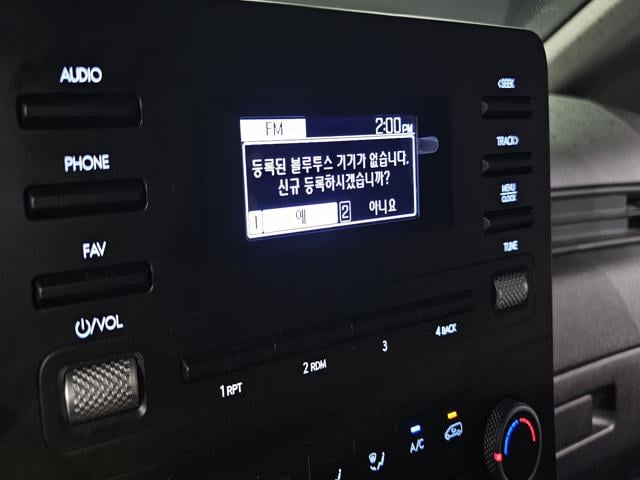 AUDIO
PHONE
FAV
⏻/VOL
FM 2:00PM
등록된 블루투스 기기가 없습니다.
신규 등록하시겠습니까?
1 예 2 아니요
<SEEK
TRACK>
MENU
CLOCK
TUNE
1 RPT
2 RDM
3
4 BACK
A/C